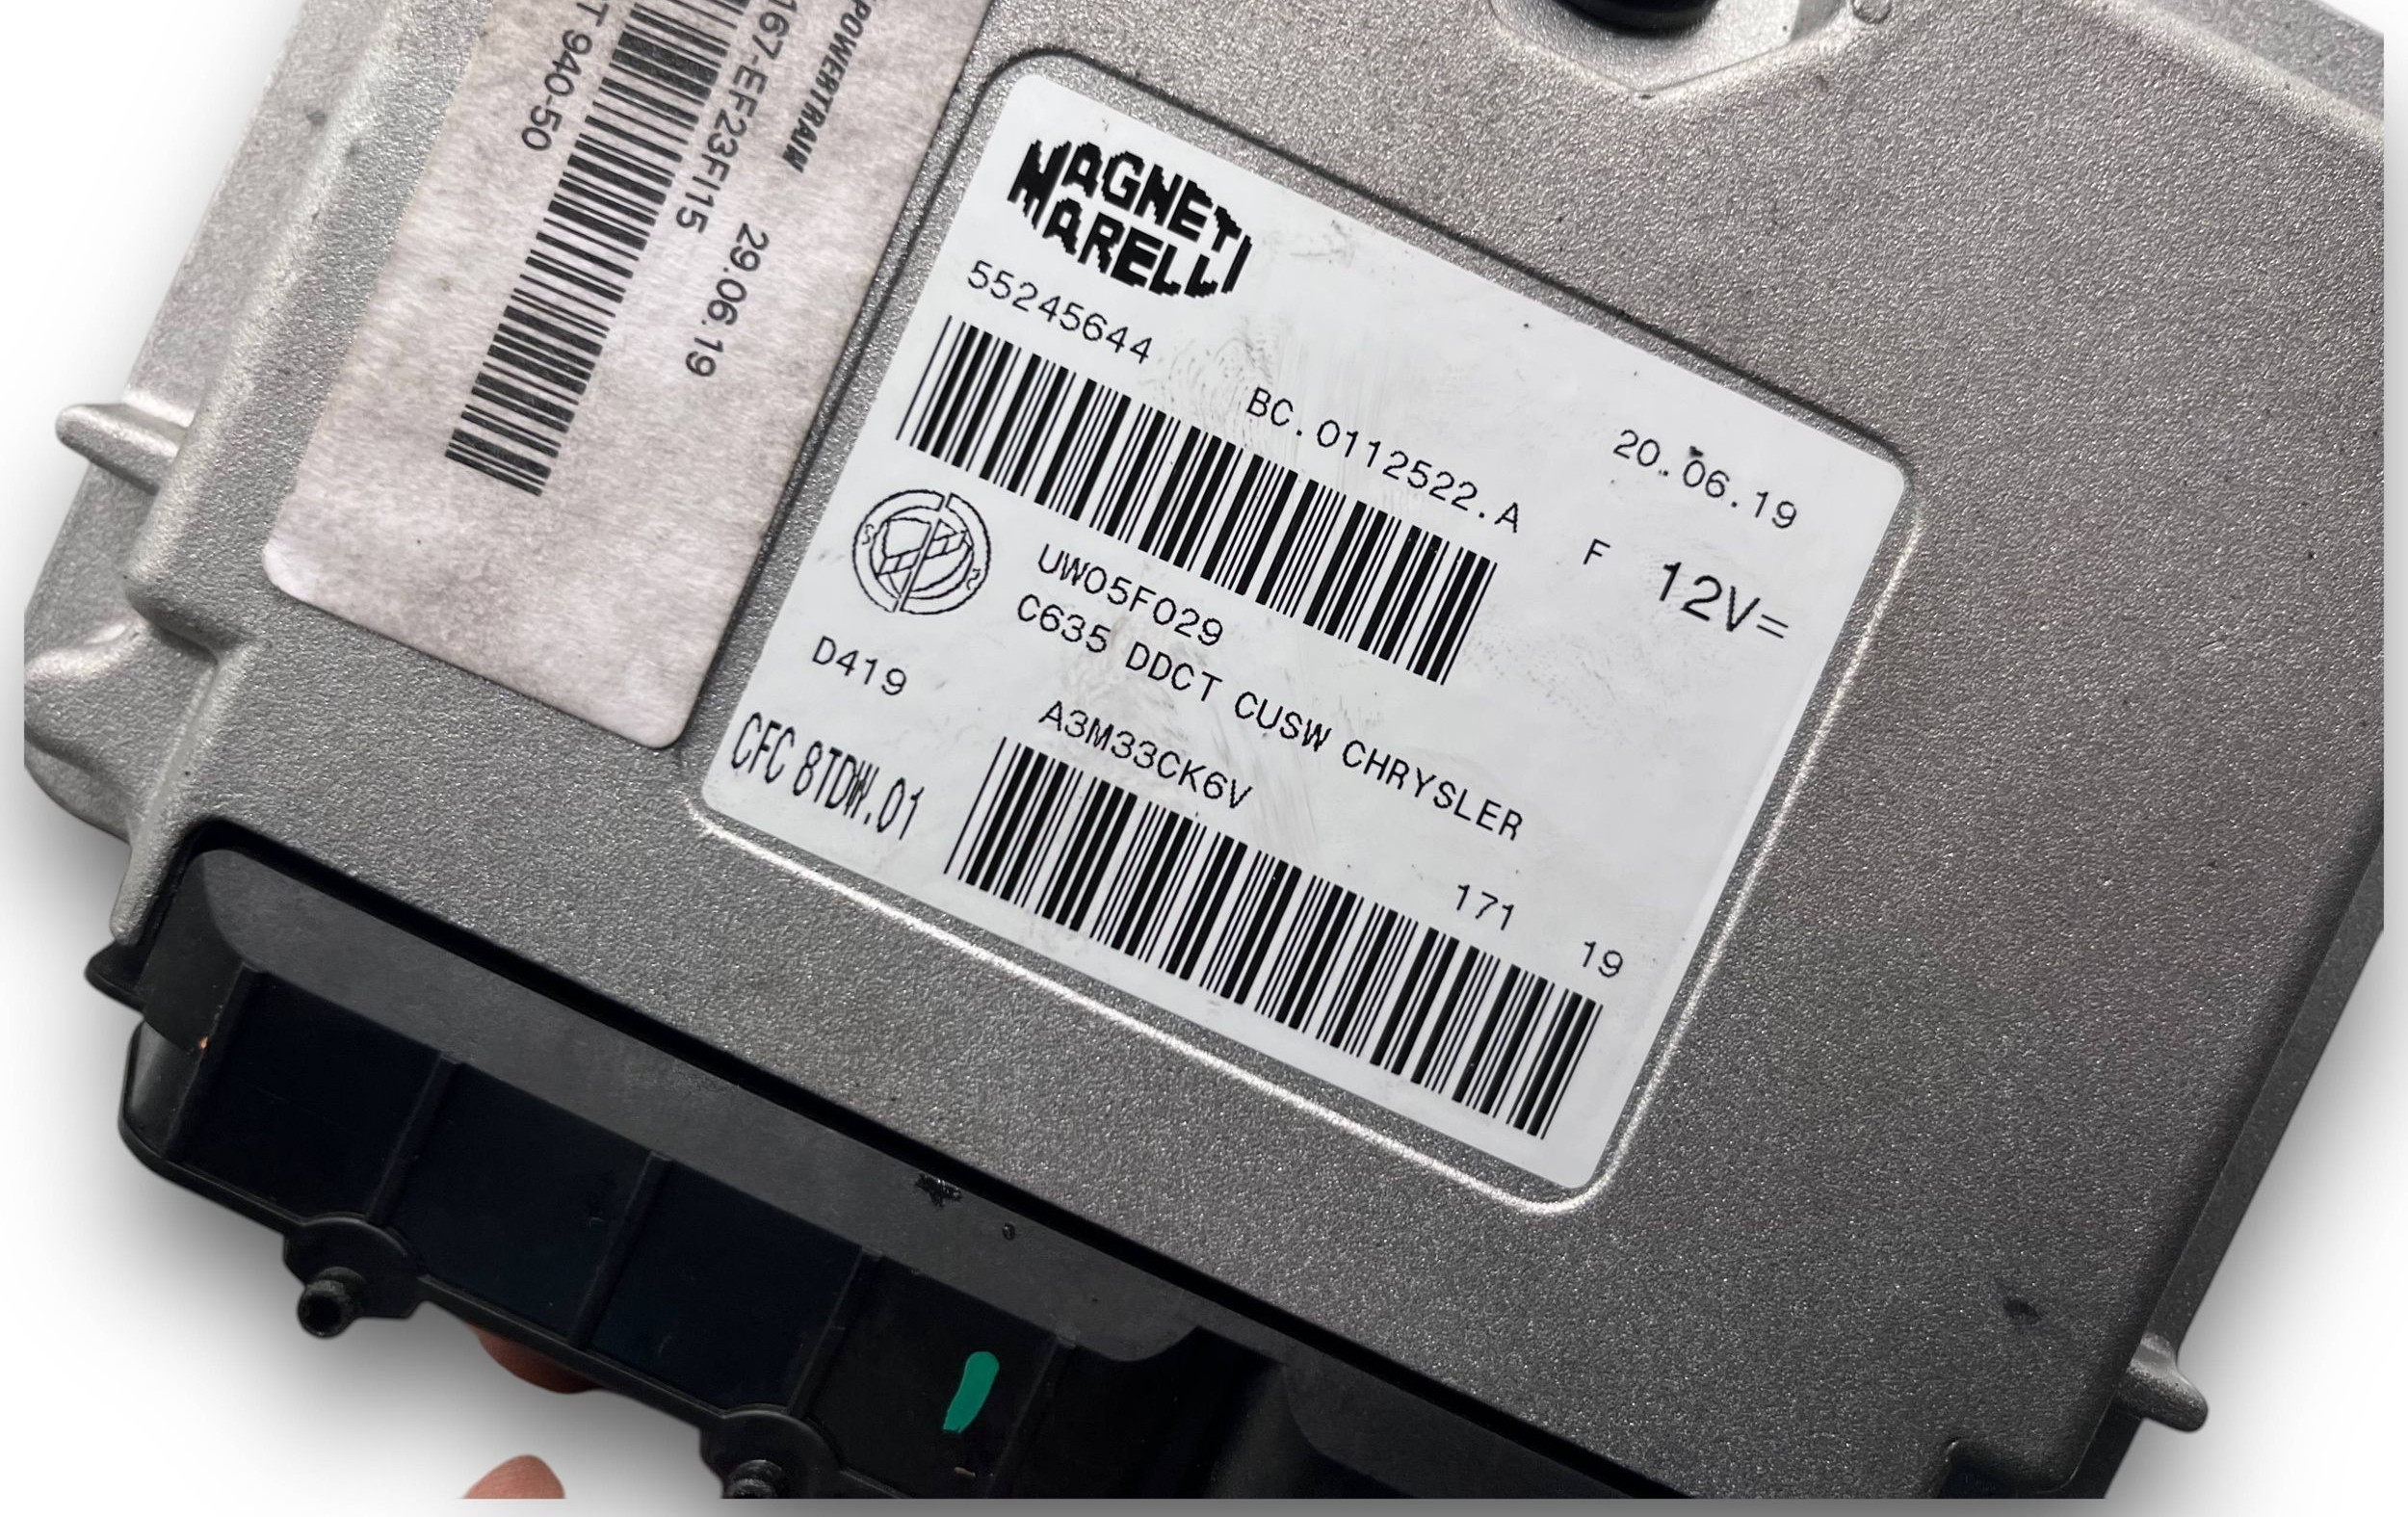 POWERTRAIN
167-EF23FI15 29.06.19
T 940-50
MAGNETI
MARELLI
55245644
BC.0112522.A
20.06.19
F
12V=
UW05F029
C635 DDCT CUSW CHRYSLER
D419
A3M33CK6V
CFC 8TDW.01
171
19